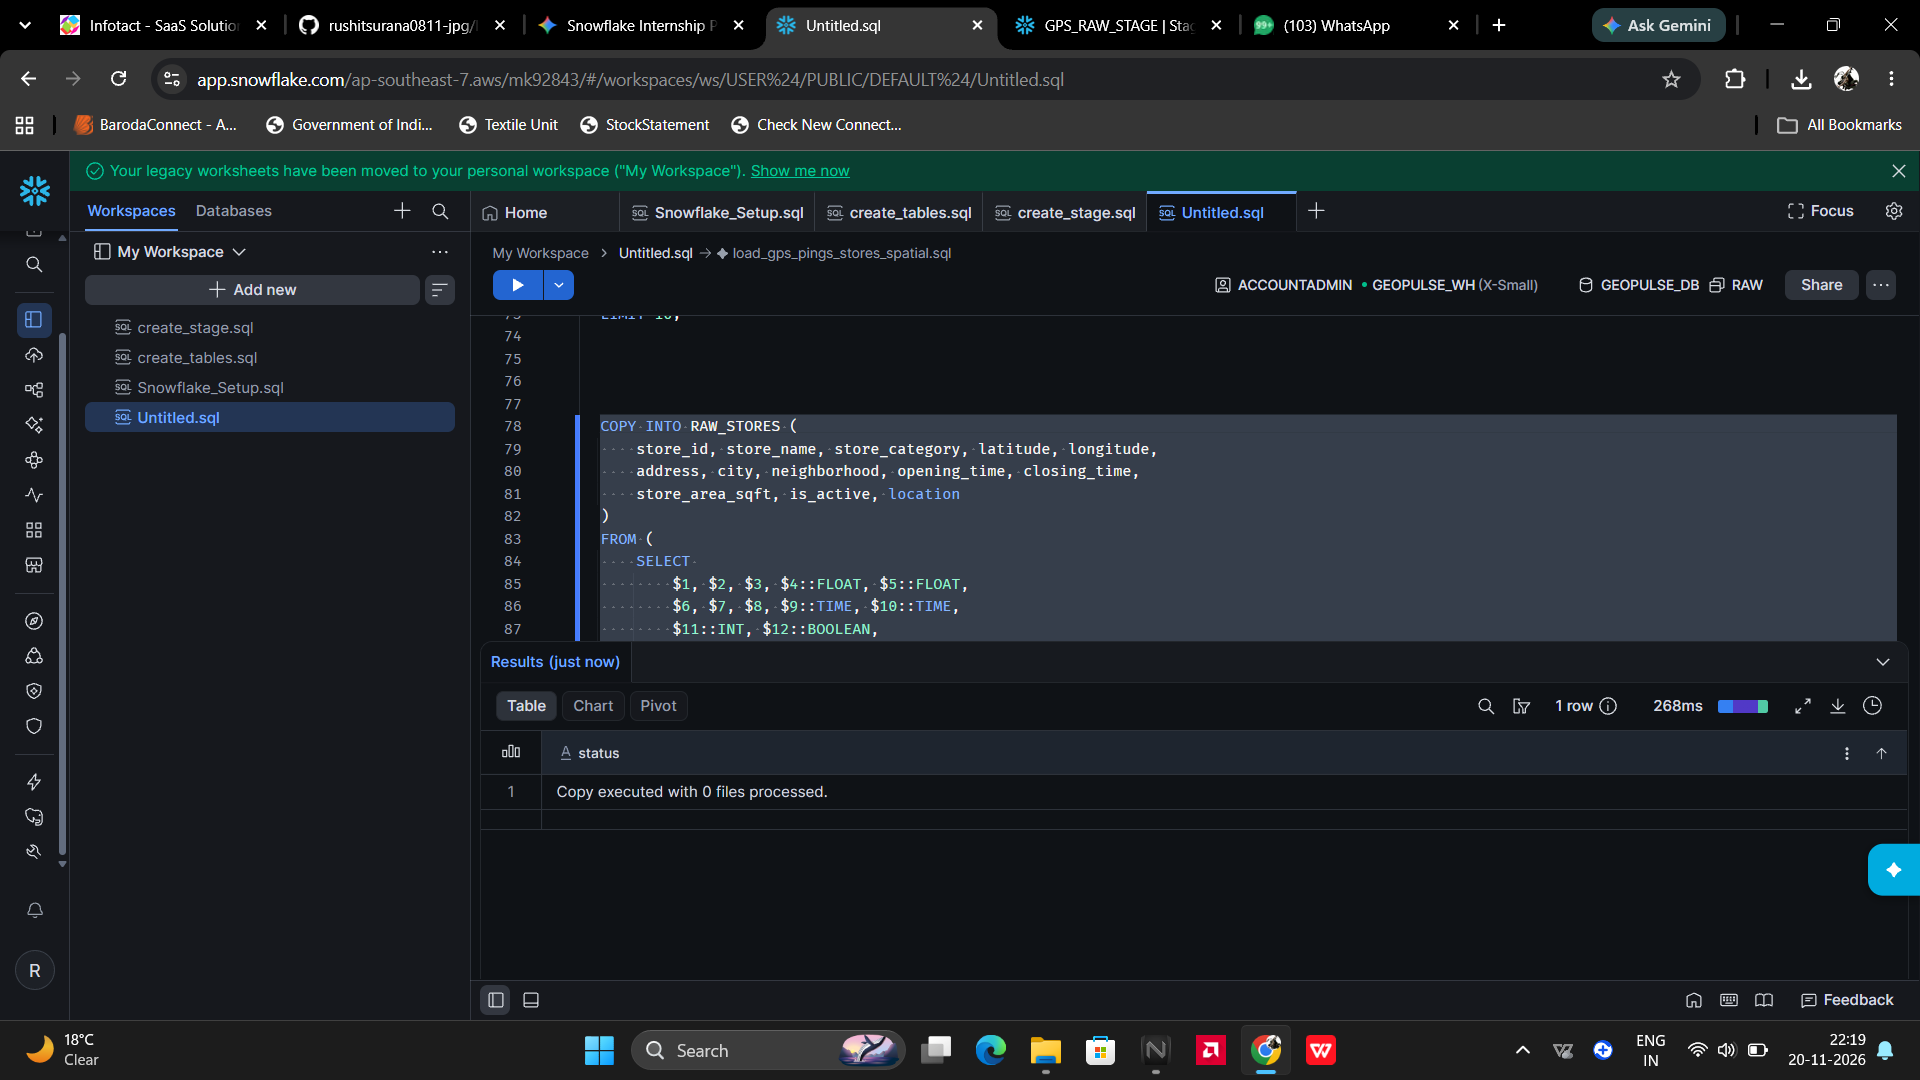 Infotact - SaaS Solutio
rushitsurana0811-jpg/
Snowflake Internship P
Untitled.sql
GPS_RAW_STAGE | Stag
(103) WhatsApp
Ask Gemini
app.snowflake.com/ap-southeast-7.aws/mk92843/#/workspaces/ws/USER%24/PUBLIC/DEFAULT%24/Untitled.sql
BarodaConnect - A...
Government of Indi...
Textile Unit
StockStatement
Check New Connect...
All Bookmarks
Your legacy worksheets have been moved to your personal workspace ("My Workspace"). Show me now
Workspaces Databases
Home
Snowflake_Setup.sql
create_tables.sql
create_stage.sql
Untitled.sql
Focus
My Workspace
My Workspace > Untitled.sql → load_gps_pings_stores_spatial.sql
Add new
ACCOUNTADMIN • GEOPULSE_WH (X-Small)
GEOPULSE_DB RAW
Share
create_stage.sql
create_tables.sql
Snowflake_Setup.sql
Untitled.sql
73 LIMIT 10;
74
75
76
77
78 COPY INTO RAW_STORES (
79 store_id, store_name, store_category, latitude, longitude,
80 address, city, neighborhood, opening_time, closing_time,
81 store_area_sqft, is_active, location
82 )
83 FROM (
84 SELECT
85 $1, $2, $3, $4::FLOAT, $5::FLOAT,
86 $6, $7, $8, $9::TIME, $10::TIME,
87 $11::INT, $12::BOOLEAN,
Results (just now)
Table Chart Pivot
1 row
268ms
A status
1 Copy executed with 0 files processed.
R
Feedback
18°C
Clear
Search
99+
ENG
IN
22:19
20-11-2026